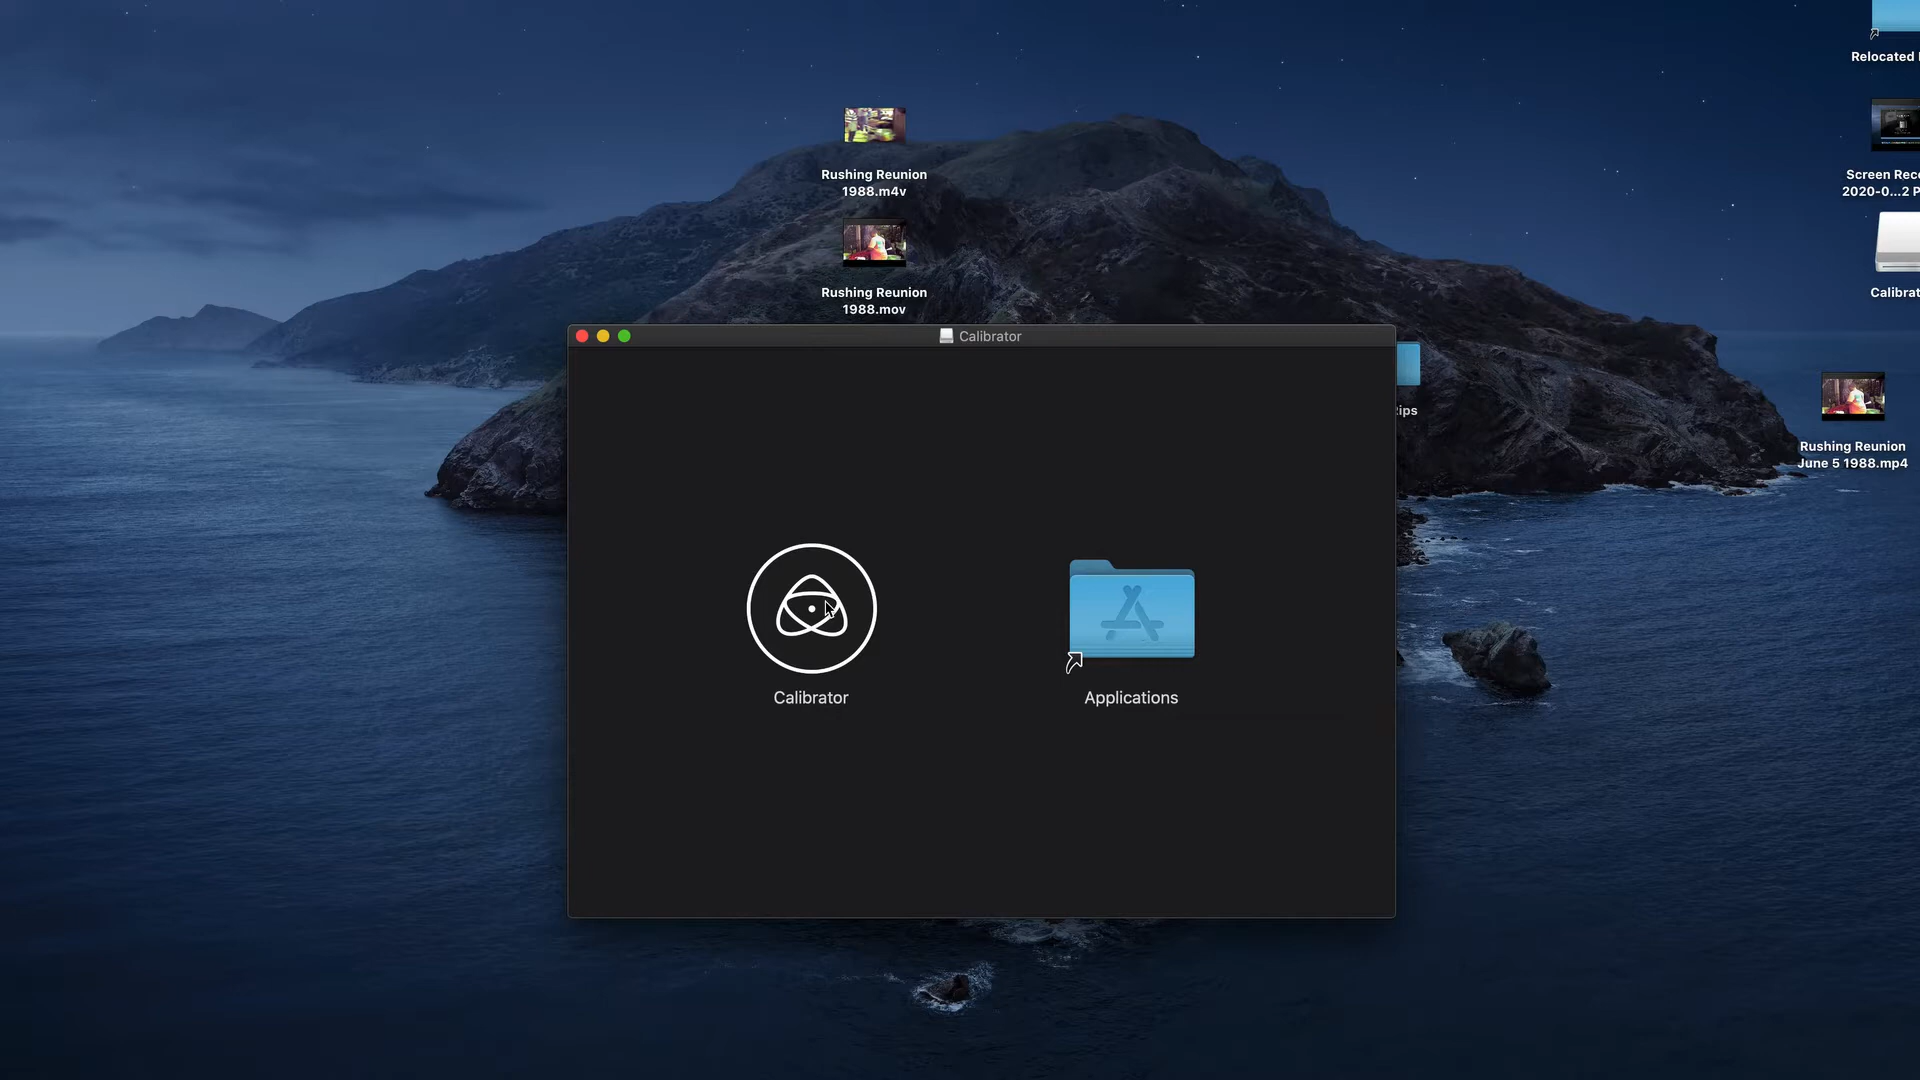 Relocated
Rushing Reunion
1988.m4v
Screen Rec
2020-0...2 P
Rushing Reunion
1988.mov
Calibrat
Calibrator
ips
Rushing Reunion
June 5 1988.mp4
Calibrator
Applications